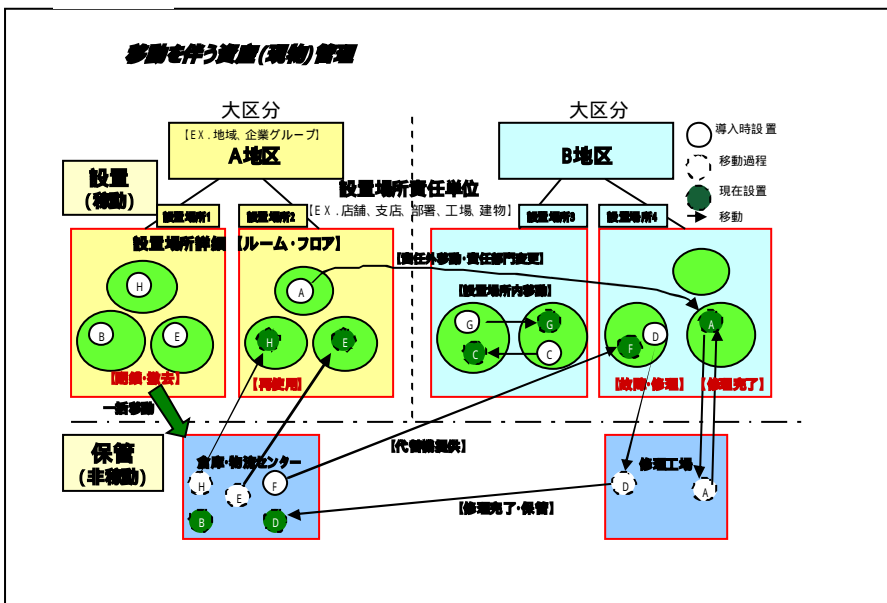 移動を伴う資産(現物)管理
大区分
大区分
【EX.地域、企業グループ】
A地区
B地区
導入時設置
移動過程
現在設置
移動
設置
(稼動)
設置場所責任単位
【EX.店舗、支店、部署、工場、建物】
設置場所1
設置場所2
設置場所3
設置場所4
設置場所詳細【ルーム・フロア】
【責任外移動・責任部門変更】
【設置場所内移動】
H
A
B
E
H
E
G
G
C
C
F
D
A
【閉鎖・撤去】
【再使用】
【故障・修理】
【修理完了】
一括移動
保管
(非稼動)
倉庫・物流センター
【代替機提供】
修理工場
H
E
F
B
D
D
A
【修理完了・保管】